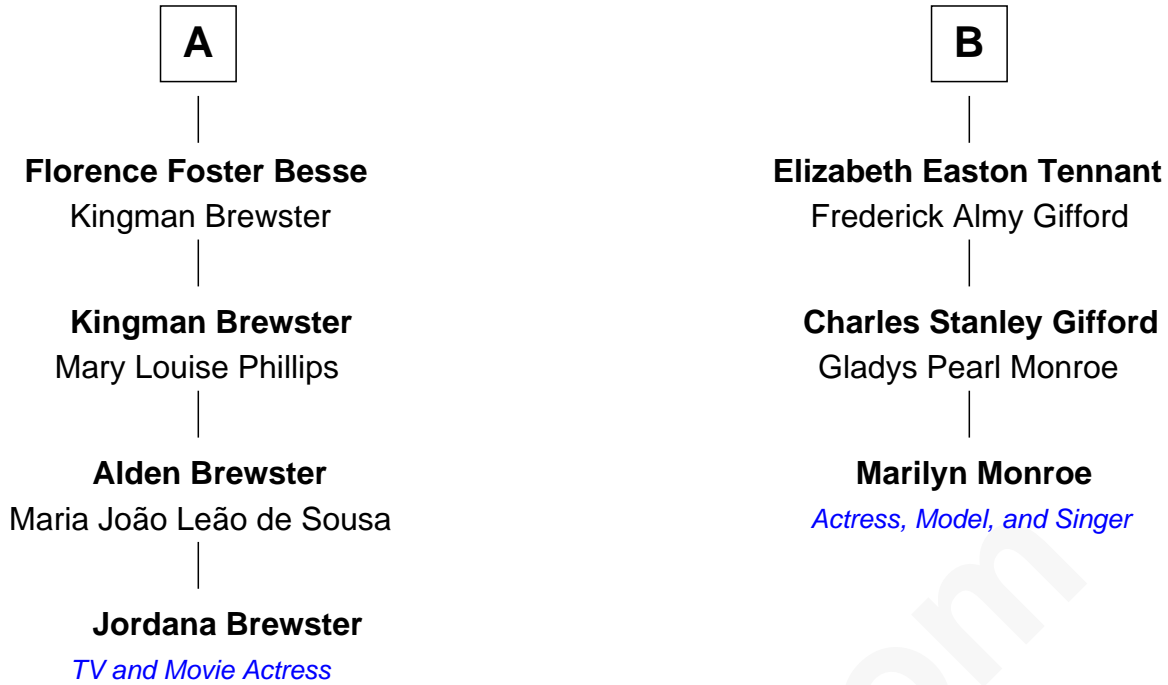 A
Florence Foster Besse
Kingman Brewster
Kingman Brewster
Mary Louise Phillips
Alden Brewster
Maria João Leão de Sousa
Jordana Brewster
TV and Movie Actress
B
Elizabeth Easton Tennant
Frederick Almy Gifford
Charles Stanley Gifford
Gladys Pearl Monroe
Marilyn Monroe
Actress, Model, and Singer
om